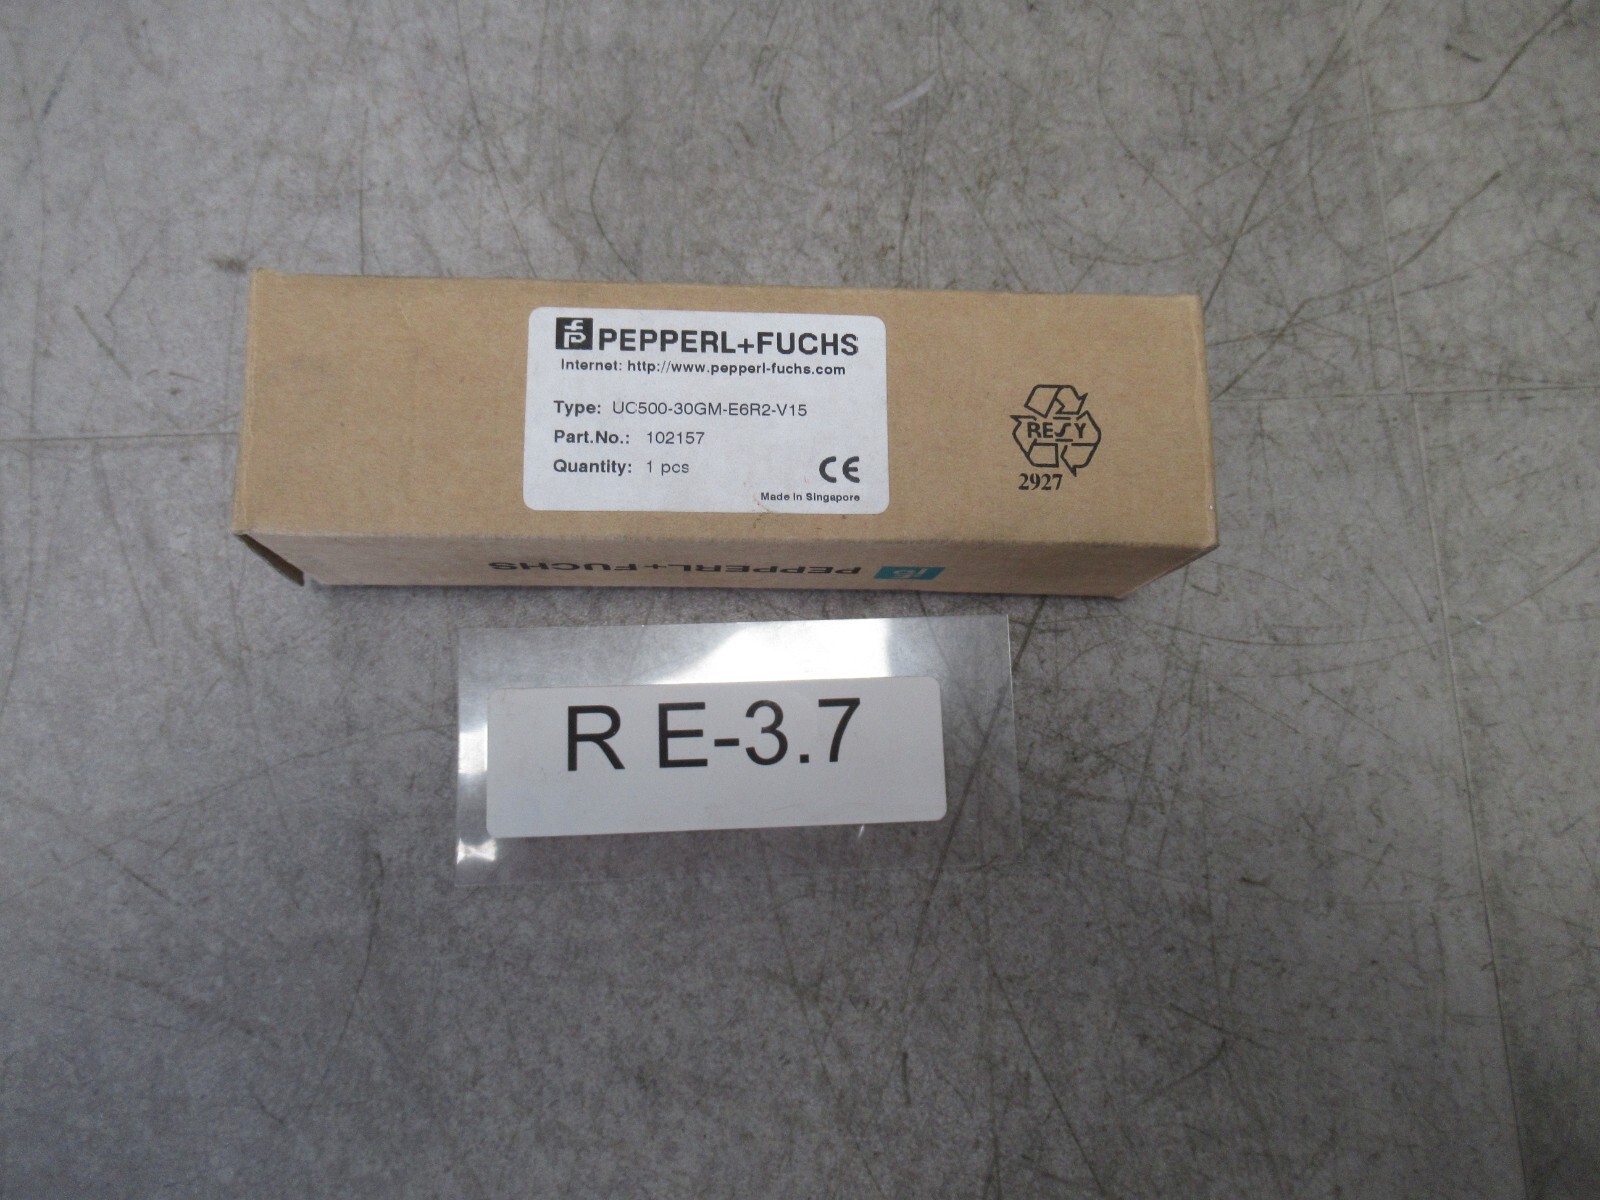 PEPPERL+FUCHS
Internet: http://www.pepperl-fuchs.com
Type: UC500-30GM-E6R2-V15
Part.No.: 102157
Quantity: 1 pcs
CE
Made in Singapore
RESY
2927
PEPPERL+FUCHS
R E-3.7